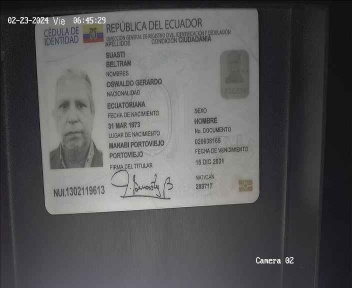 02-23-2024 Vie 06:45:29
REPÚBLICA DEL ECUADOR
CÉDULA DE IDENTIDAD
DIRECCIÓN GENERAL DE REGISTRO CIVIL, IDENTIFICACIÓN Y CEDULACIÓN
APELLIDOS
CONDICIÓN CIUDADANÍA
BUASTI
BELTRAN
NOMBRES
OSWALDO GERARDO
NACIONALIDAD
ECUATORIANA
FECHA DE NACIMIENTO
31 MAR 1973
LUGAR DE NACIMIENTO
MANABI PORTOVIEJO
PORTOVIEJO
FIRMA DEL TITULAR
SEXO
HOMBRE
No. DOCUMENTO
FECHA DE VENCIMIENTO
15 DIC 2031
NAT/CAN
NUI.1302119613
Camera 02